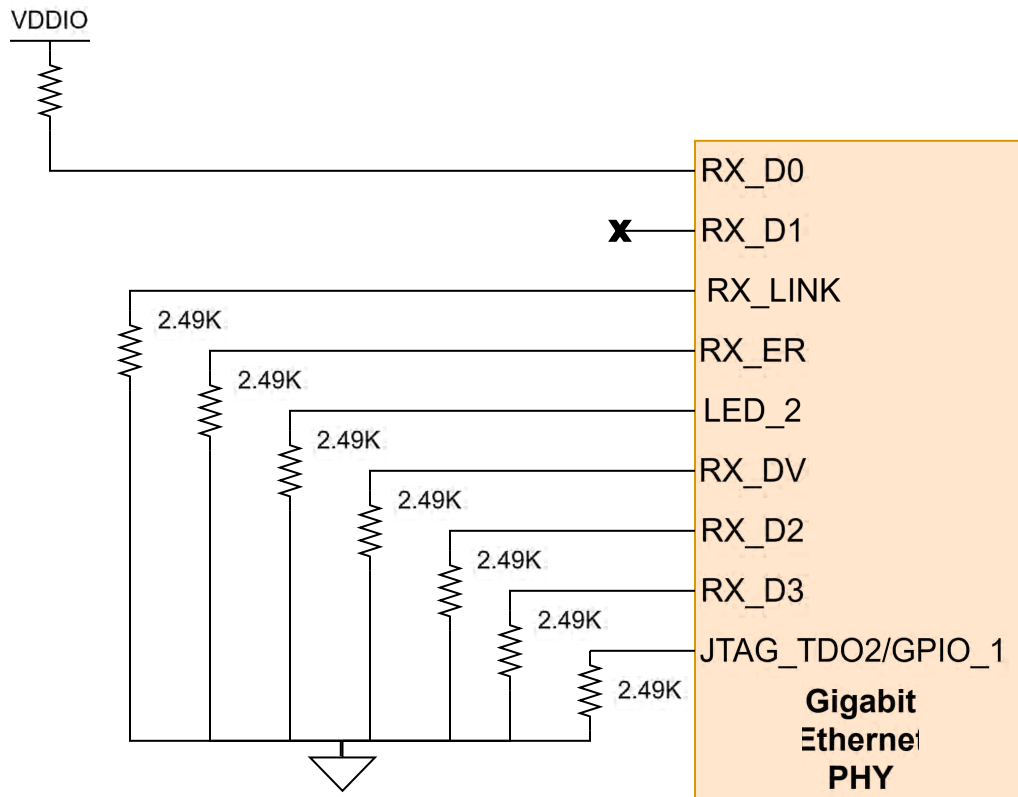 VDDIO
RX_D0
RX_D1
RX_LINK
2.49K
RX_ER
2.49K
LED_2
2.49K
RX_DV
2.49K
RX_D2
2.49K
RX_D3
2.49K
JTAG_TDO2/GPIO_1
2.49K
Gigabit
Ethernet
PHY